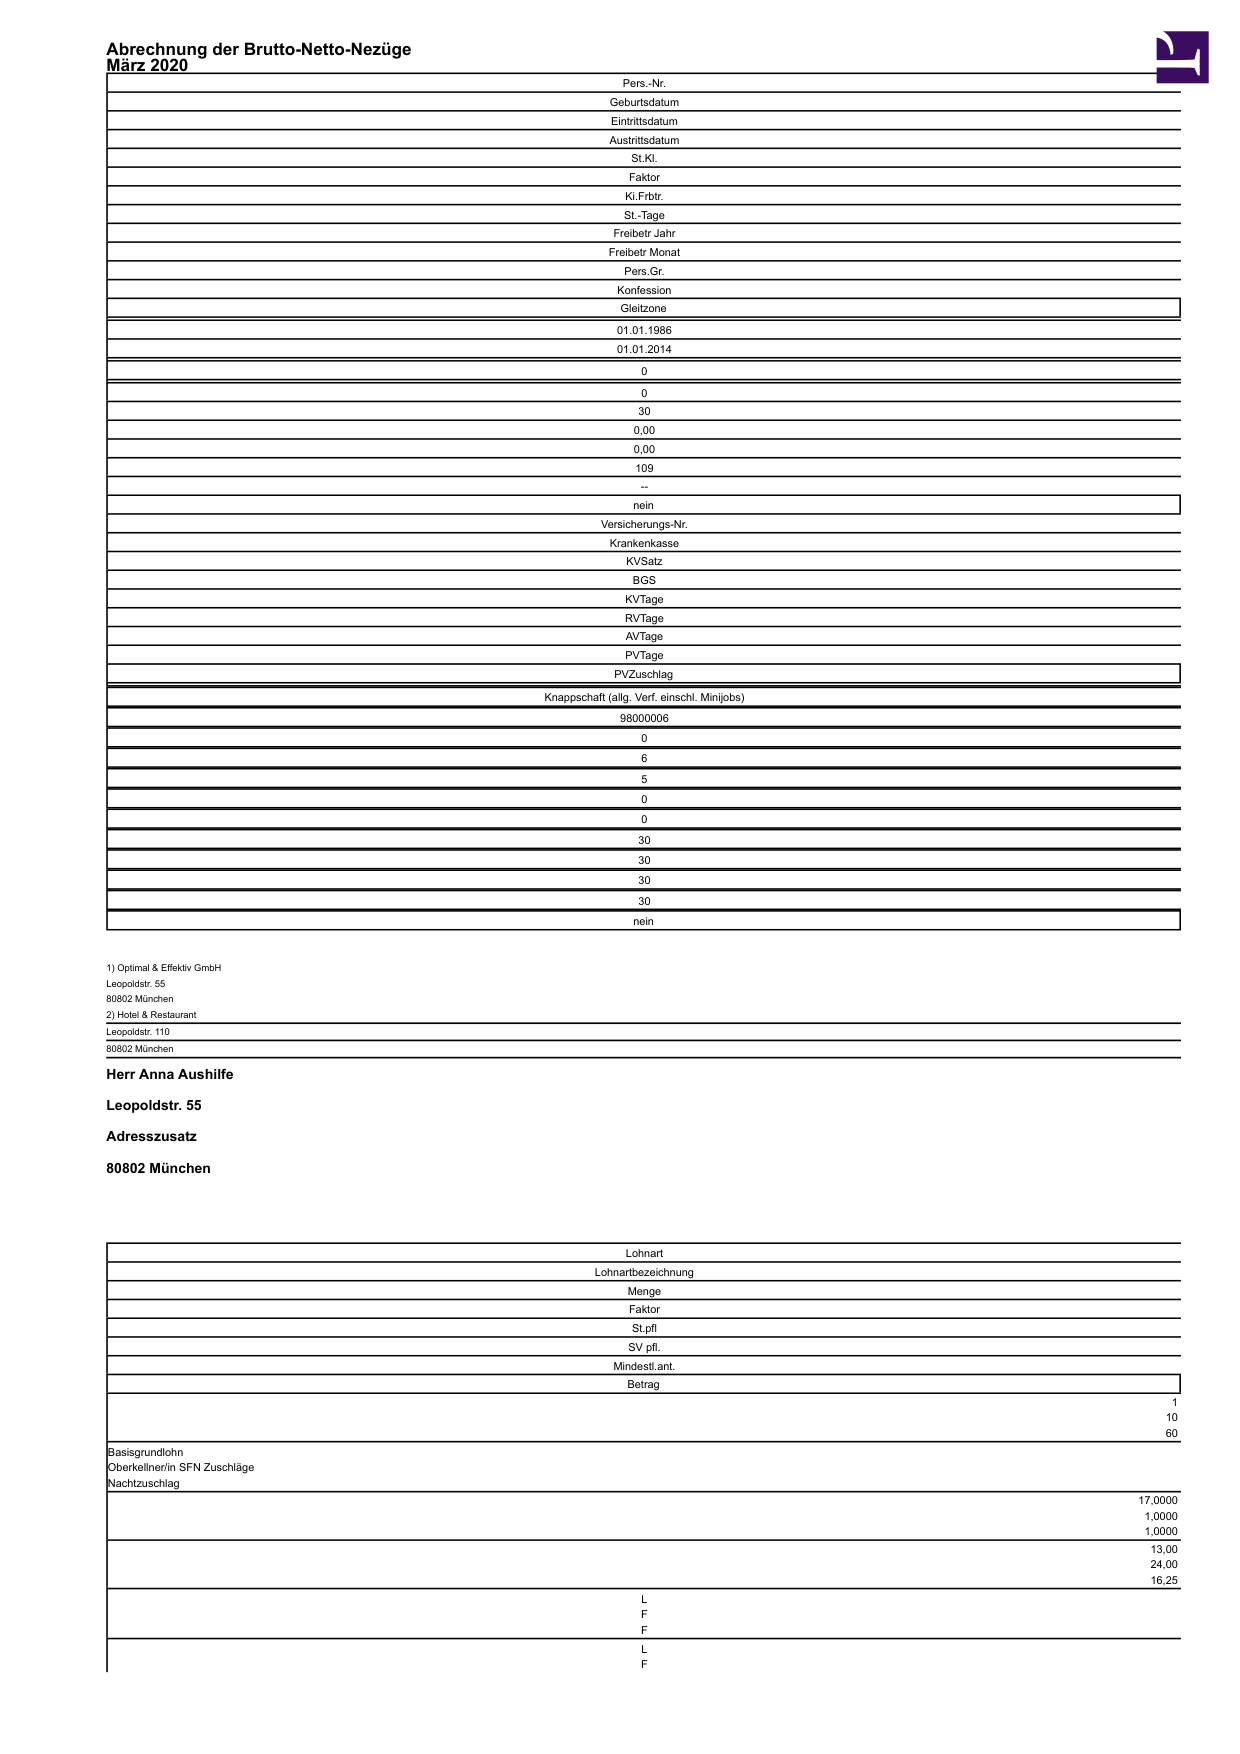 Abrechnung der Brutto-Netto-Nezüge
März 2020
Pers.-Nr.
Geburtsdatum
Eintrittsdatum
Austrittsdatum
St.Kl.
Faktor
Ki.Frbtr.
St.-Tage
Freibetr Jahr
Freibetr Monat
Pers.Gr.
Konfession
Gleitzone
01.01.1986
01.01.2014
0
0
30
0,00
0,00
109
--
nein
Versicherungs-Nr.
Krankenkasse
KVSatz
BGS
KVTage
RVTage
AVTage
PVTage
PVZuschlag
Knappschaft (allg. Verf. einschl. Minijobs)
98000006
0
6
5
0
0
30
30
30
30
nein
1) Optimal & Effektiv GmbH
Leopoldstr. 55
80802 München
2) Hotel & Restaurant
Leopoldstr. 110
80802 München
Herr Anna Aushilfe
Leopoldstr. 55
Adresszusatz
80802 München
Lohnart
Lohnartbezeichnung
Menge
Faktor
St.pfl
SV pfl.
Mindestl.ant.
Betrag
1
10
60
Basisgrundlohn
Oberkellner/in SFN Zuschläge
Nachtzuschlag
17,0000
1,0000
1,0000
13,00
24,00
16,25
L
F
F
L
F